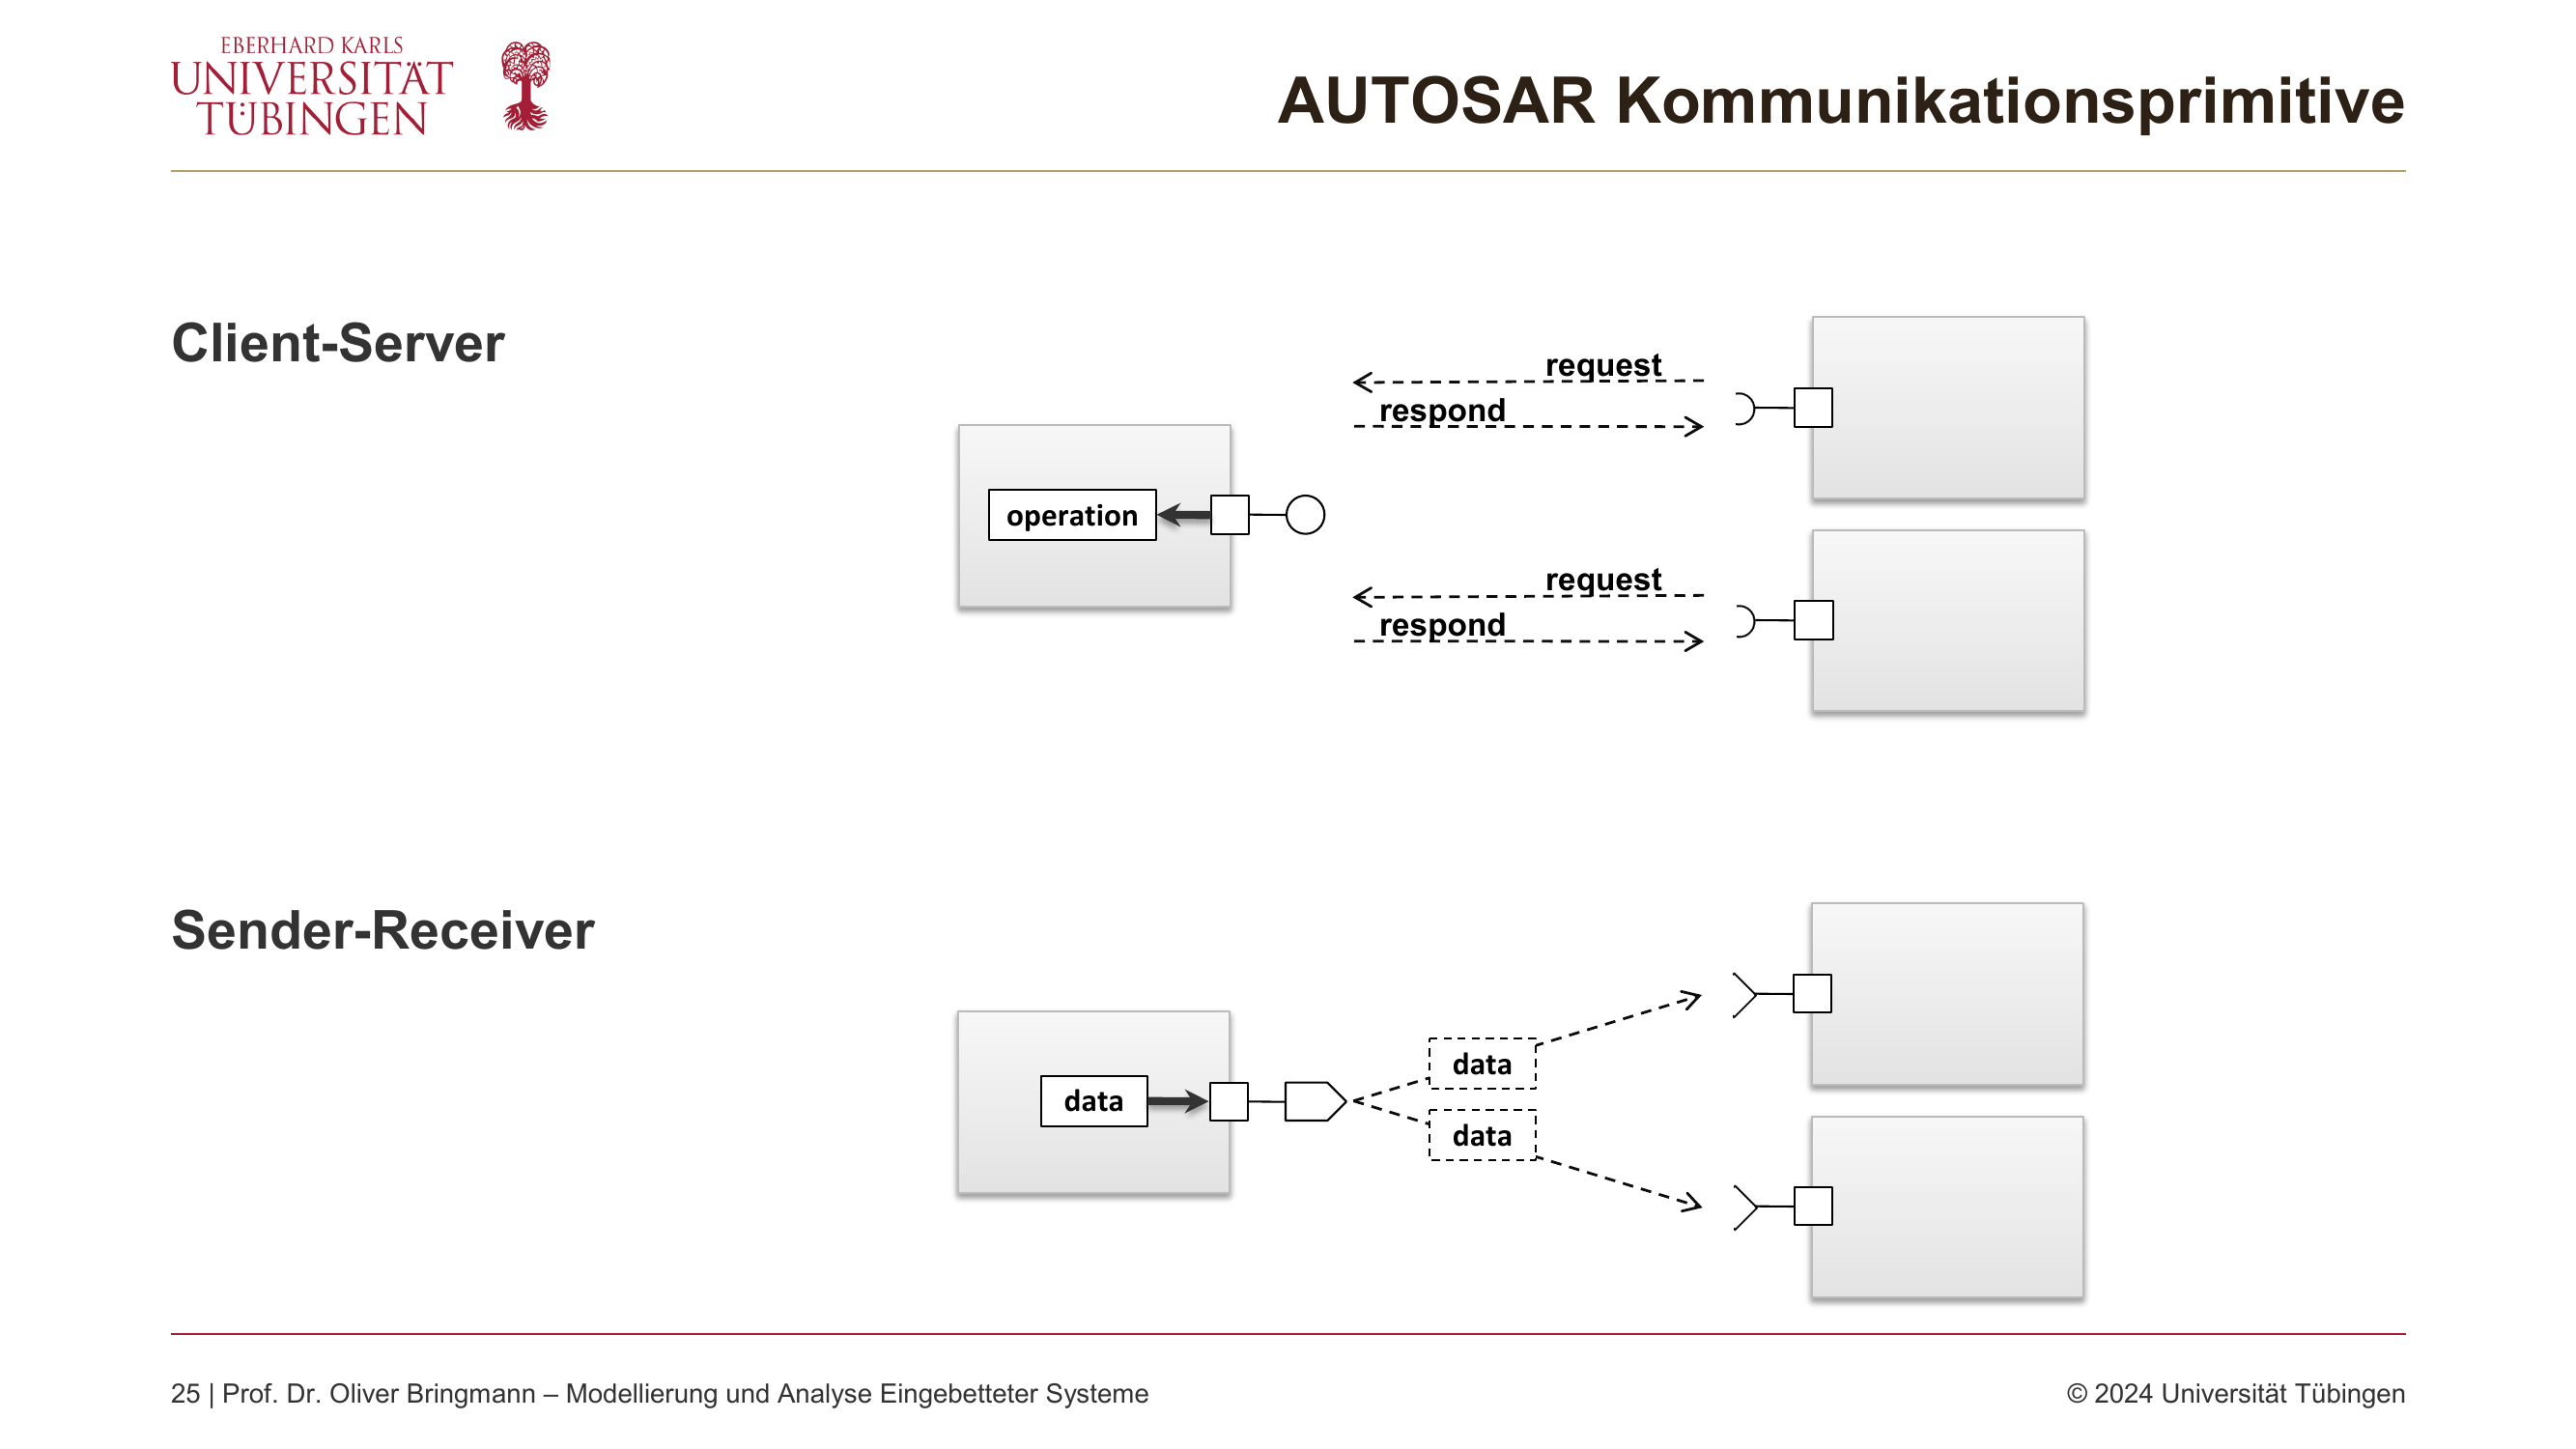 EBERHARD KARLS
UNIVERSITÄT
TÜBINGEN
AUTOSAR Kommunikationsprimitive
Client-Server
request
respond
operation
request
respond
Sender-Receiver
data
data
data
25 | Prof. Dr. Oliver Bringmann – Modellierung und Analyse Eingebetteter Systeme
© 2024 Universität Tübingen